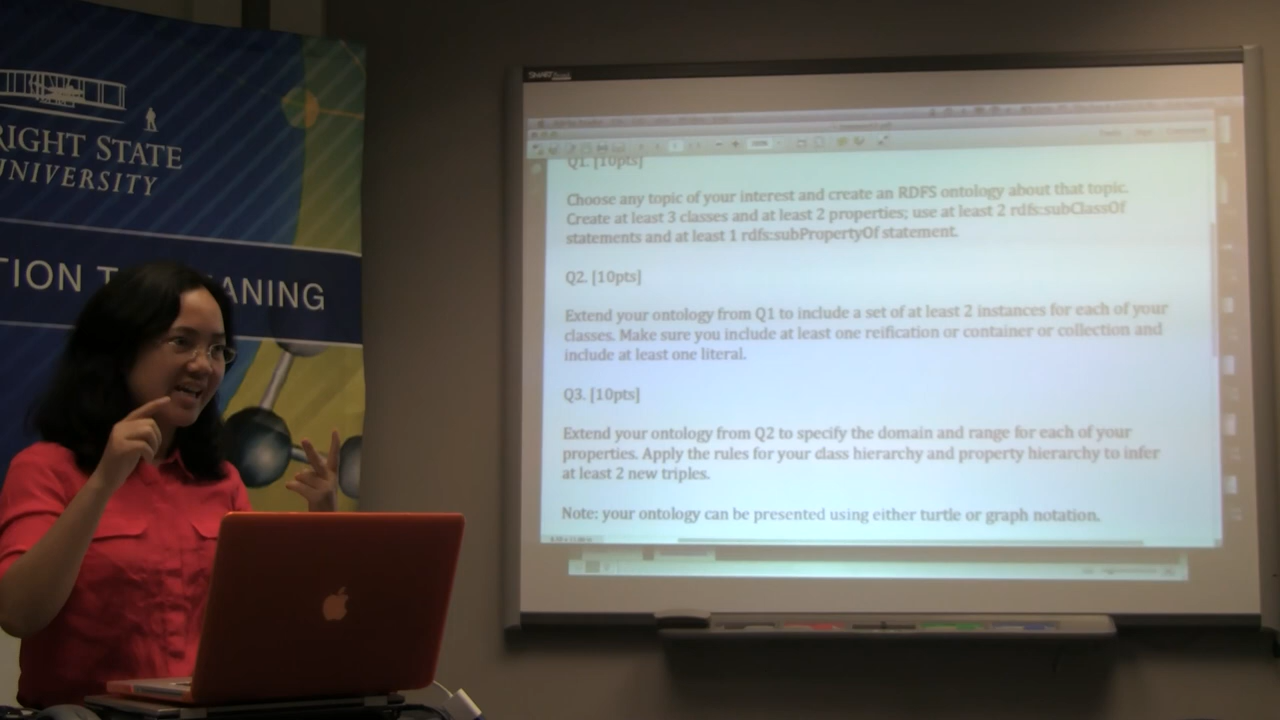 RIGHT STATE
UNIVERSITY
TION T ANING
SMART Board
Q1. [10pts]
Choose any topic of your interest and create an RDFS ontology about that topic.
Create at least 3 classes and at least 2 properties; use at least 2 rdfs:subClassOf
statements and at least 1 rdfs:subPropertyOf statement.
Q2. [10pts]
Extend your ontology from Q1 to include a set of at least 2 instances for each of your
classes. Make sure you include at least one reification or container or collection and
include at least one literal.
Q3. [10pts]
Extend your ontology from Q2 to specify the domain and range for each of your
properties. Apply the rules for your class hierarchy and property hierarchy to infer
at least 2 new triples.
Note: your ontology can be presented using either turtle or graph notation.